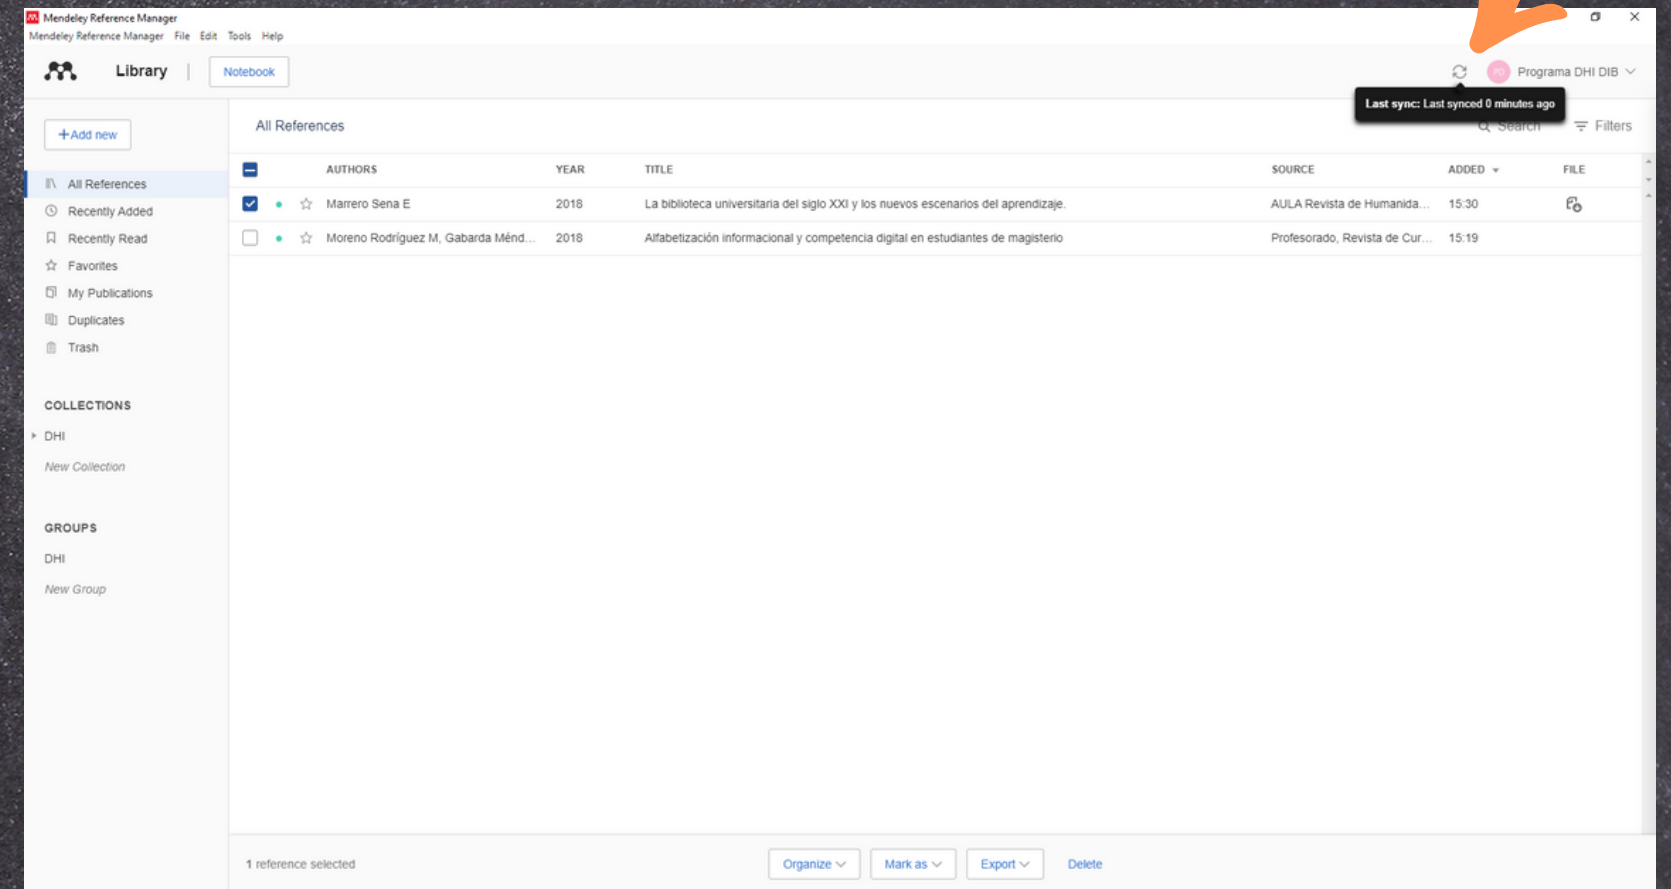 Mendeley Reference Manager
Mendeley Reference Manager File Edit Tools Help
Library | Notebook
PD Programa DHI DIB
Last sync: Last synced 0 minutes ago
+Add new
All References
Search Filters
AUTHORS YEAR TITLE SOURCE ADDED FILE
All References
Marrero Sena E 2018 La biblioteca universitaria del siglo XXI y los nuevos escenarios del aprendizaje. AULA Revista de Humanida... 15:30
Recently Added
Moreno Rodríguez M, Gabarda Ménd... 2018 Alfabetización informacional y competencia digital en estudiantes de magisterio Profesorado, Revista de Cur... 15:19
Recently Read
Favorites
My Publications
Duplicates
Trash
COLLECTIONS
DHI
New Collection
GROUPS
DHI
New Group
1 reference selected
Organize Mark as Export Delete